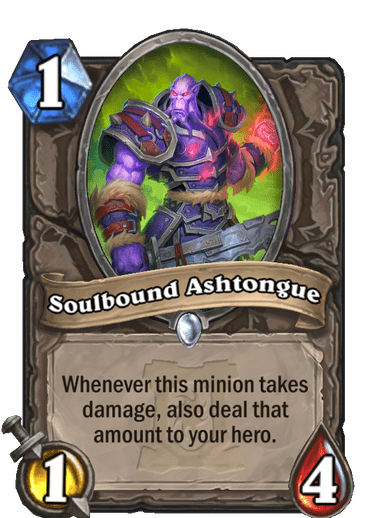 1
Soulbound Ashtongue
Whenever this minion takes
damage, also deal that
amount to your hero.
1
4